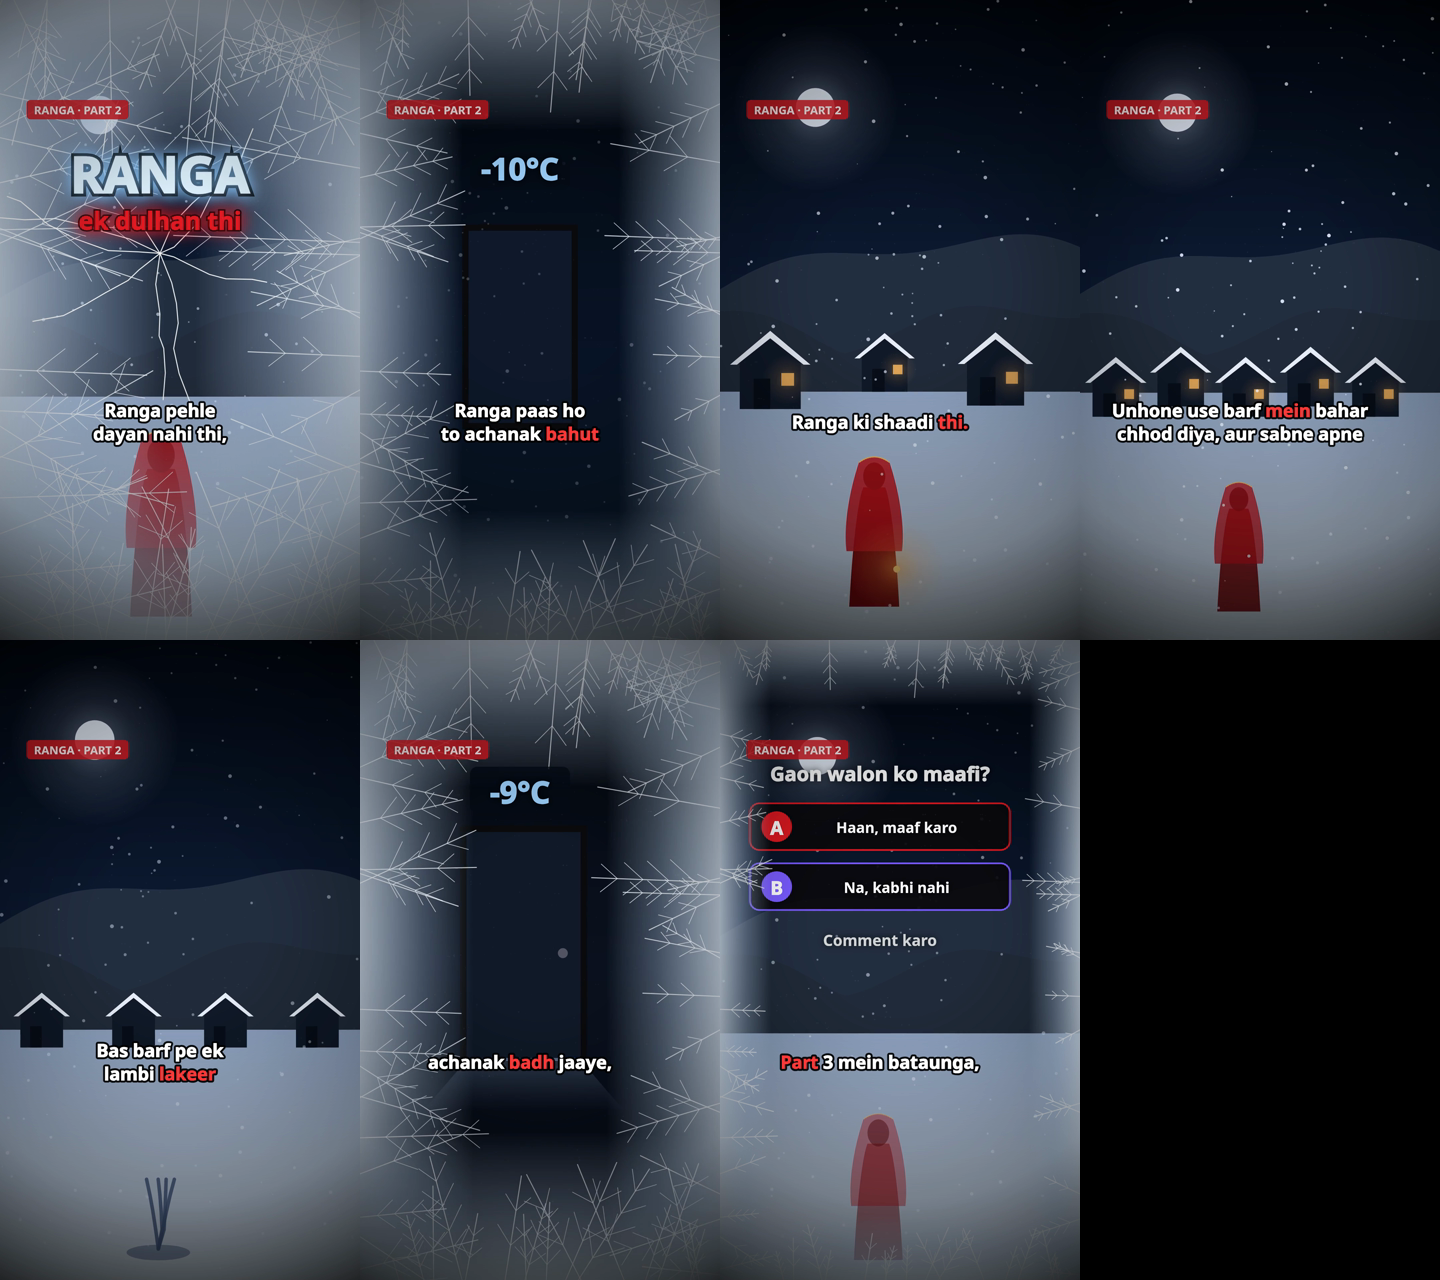 RANGA · PART 2
RANGA
ek dulhan thi
Ranga pehle
dayan nahi thi,
RANGA · PART 2
-10°C
Ranga paas ho
to achanak bahut
RANGA · PART 2
Ranga ki shaadi thi.
RANGA · PART 2
Unhone use barf mein bahar
chhod diya, aur sabne apne
RANGA · PART 2
Bas barf pe ek
lambi lakeer
RANGA · PART 2
-9°C
achanak badh jaaye,
RANGA · PART 2
Gaon walon ko maafi?
A Haan, maaf karo
B Na, kabhi nahi
Comment karo
Part 3 mein bataunga,